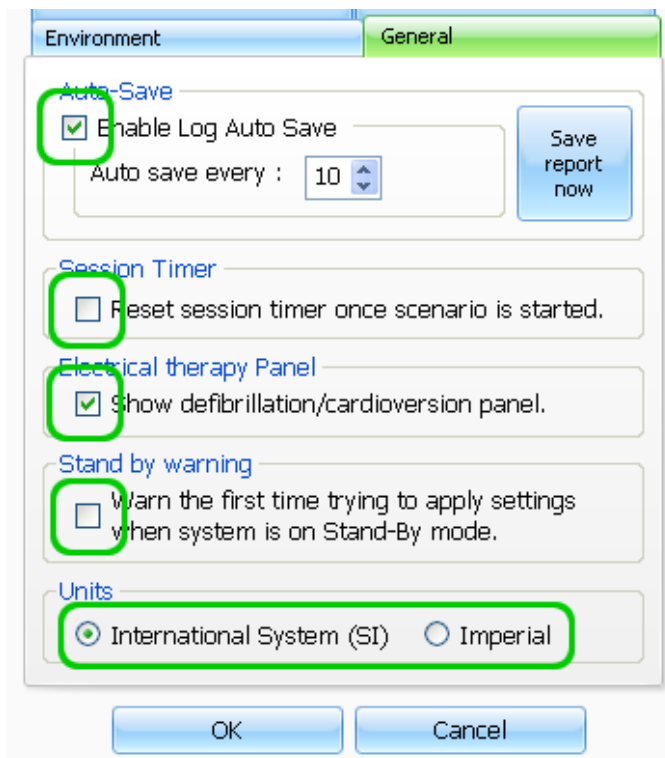 Environment
General
Auto-Save
Enable Log Auto Save
Auto save every : 10
Save
report
now
Session Timer
Reset session timer once scenario is started.
Electrical therapy Panel
Show defibrillation/cardioversion panel.
Stand by warning
Warn the first time trying to apply settings
when system is on Stand-By mode.
Units
International System (SI)
Imperial
OK
Cancel